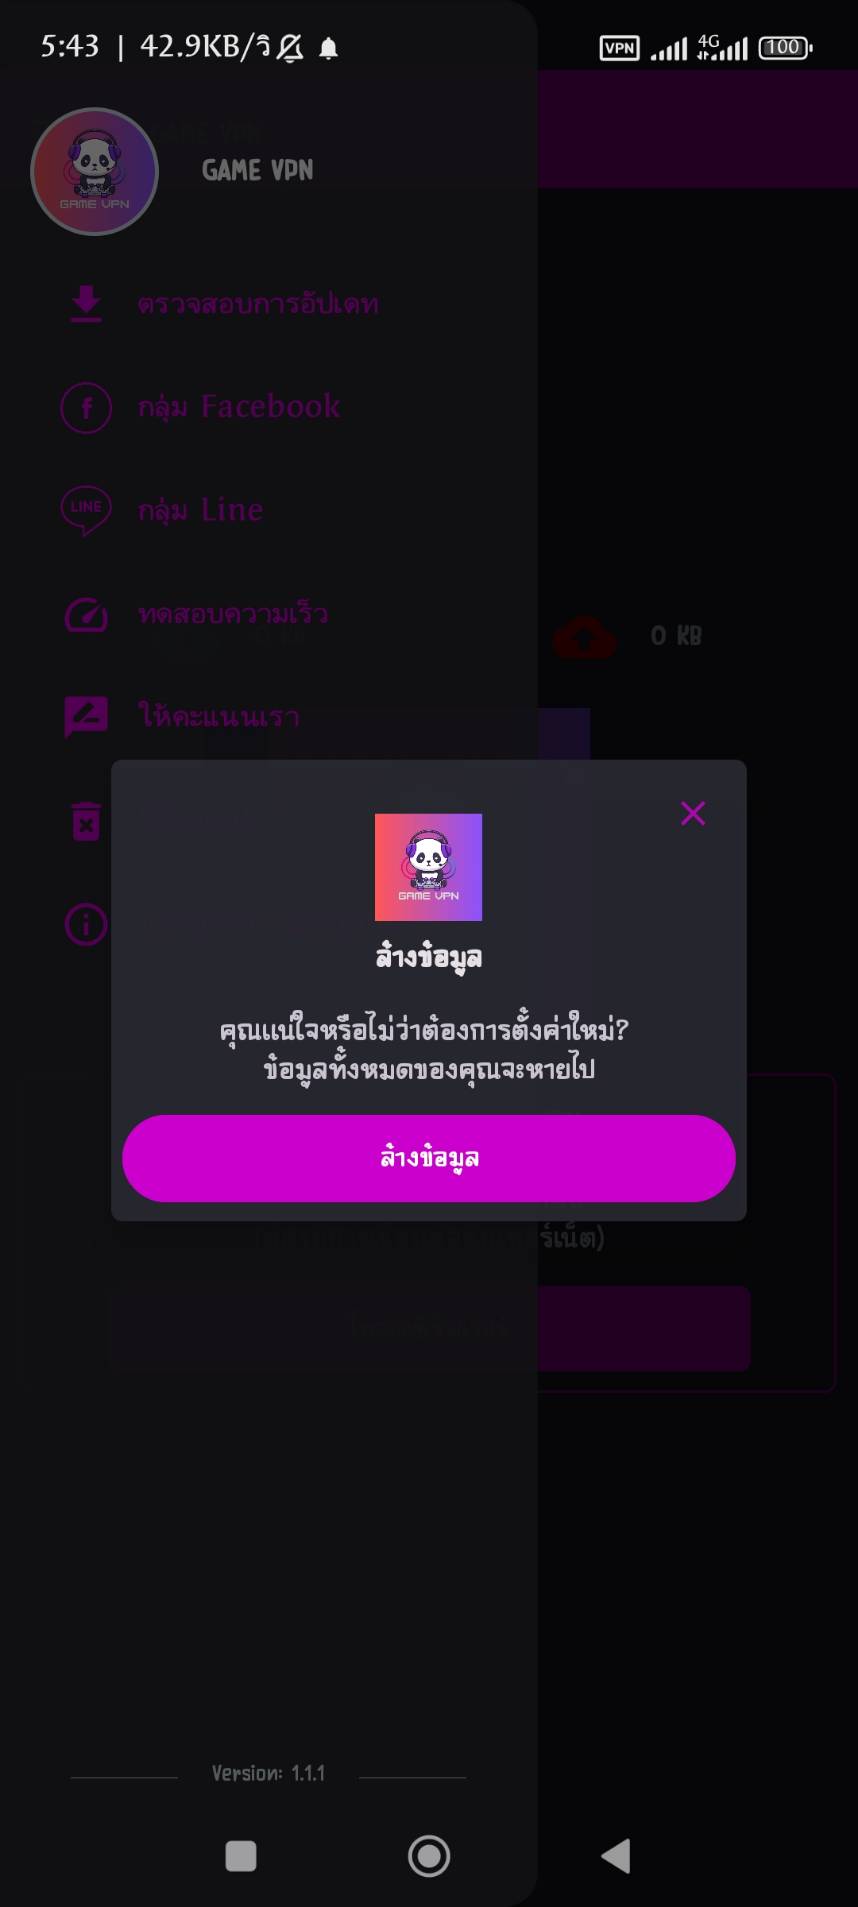 5:43 | 42.9KB/วิ
VPN 4G 100
GAME VPN
GAME VPN
GAME VPN
ตรวจสอบการอัปเดท
กลุ่ม Facebook
LINE กลุ่ม Line
ทดสอบความเร็ว
0 KB
ให้คะแนนเรา
GAME VPN
ล้างข้อมูล
คุณแน่ใจหรือไม่ว่าต้องการตั้งค่าใหม่?
ข้อมูลทั้งหมดของคุณจะหายไป
ล้างข้อมูล
ร์เน็ต)
Version: 1.1.1